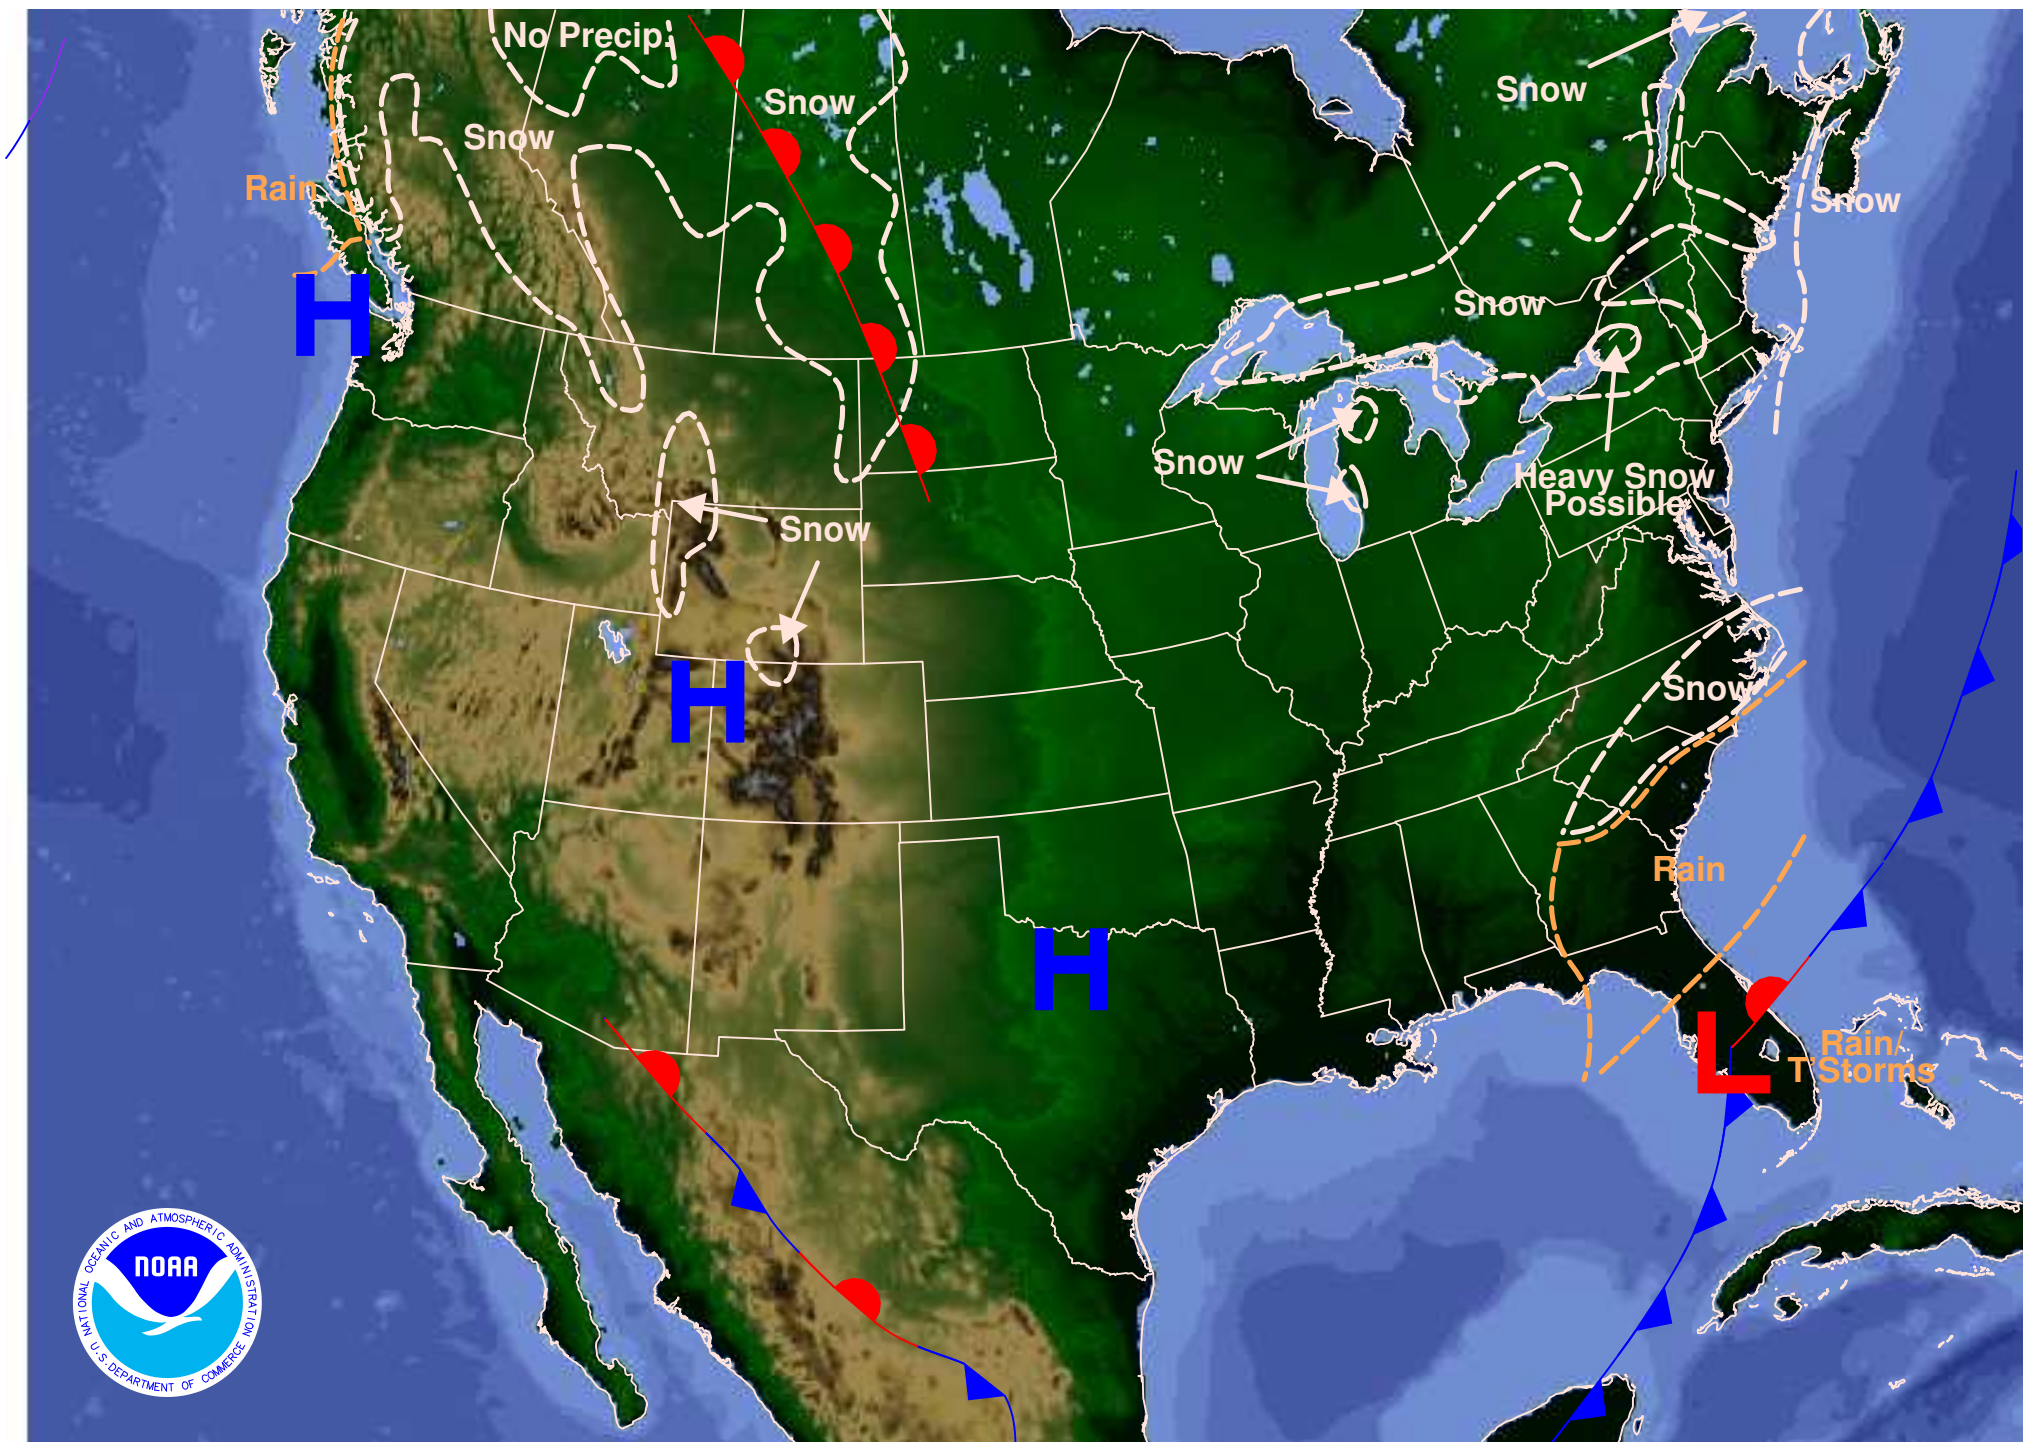 No Precip.
Snow
Snow
Snow
Rain
Snow
H
Snow
Snow
Heavy Snow
Possible
Snow
H
Snow
Rain
H
L
Rain/
T'Storms
NATIONAL OCEANIC AND ATMOSPHERIC ADMINISTRATION
NOAA
U.S. DEPARTMENT OF COMMERCE